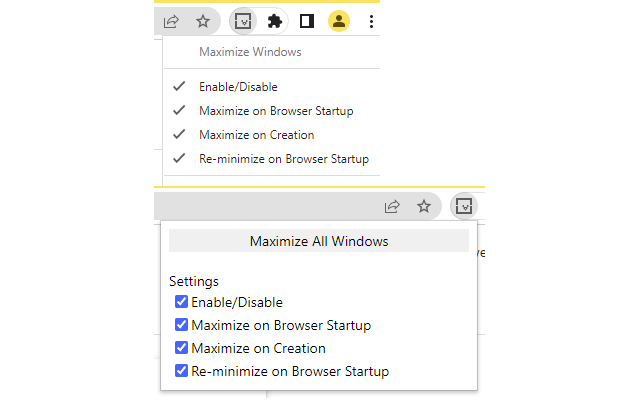 Maximize Windows
Enable/Disable
Maximize on Browser Startup
Maximize on Creation
Re-minimize on Browser Startup
Maximize All Windows
Settings
Enable/Disable
Maximize on Browser Startup
Maximize on Creation
Re-minimize on Browser Startup